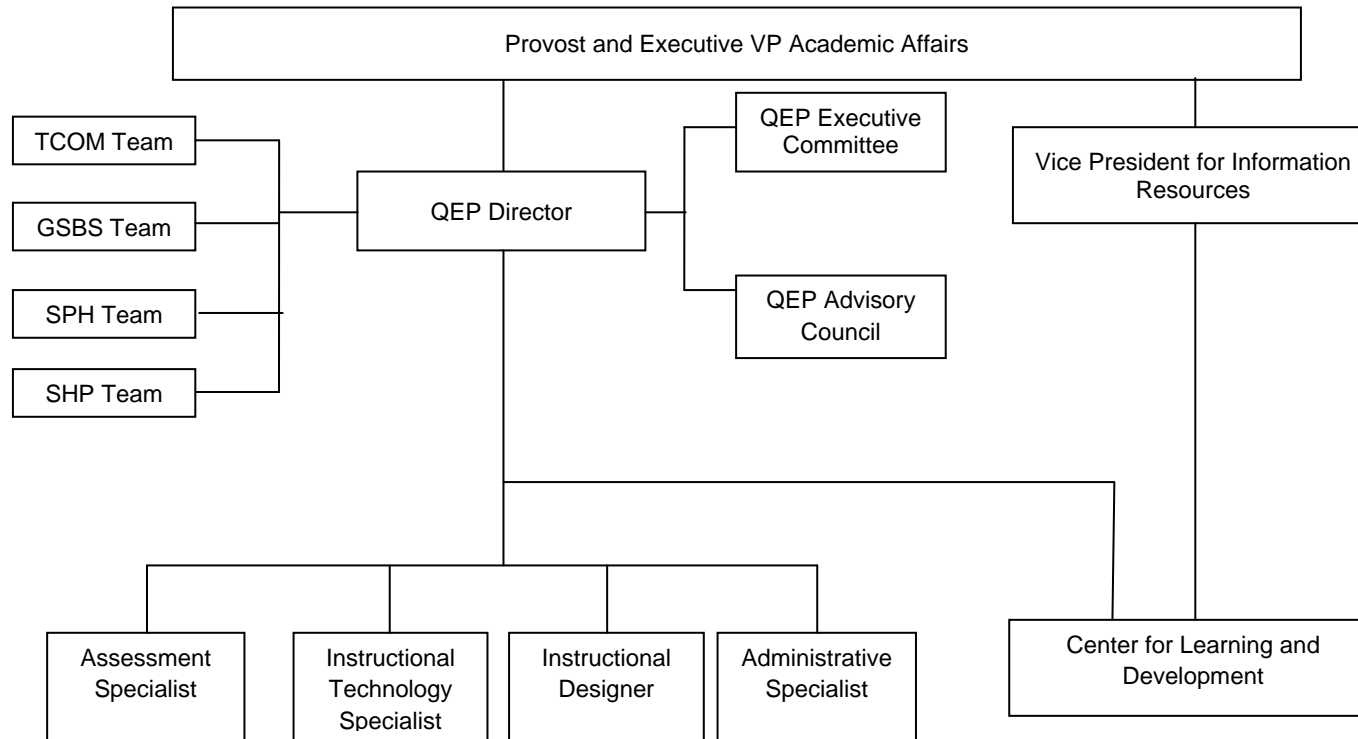 Provost and Executive VP Academic Affairs
TCOM Team
GSBS Team
SPH Team
SHP Team
QEP Director
QEP Executive
Committee
QEP Advisory
Council
Vice President for Information
Resources
Assessment
Specialist
Instructional
Technology
Specialist
Instructional
Designer
Administrative
Specialist
Center for Learning and
Development